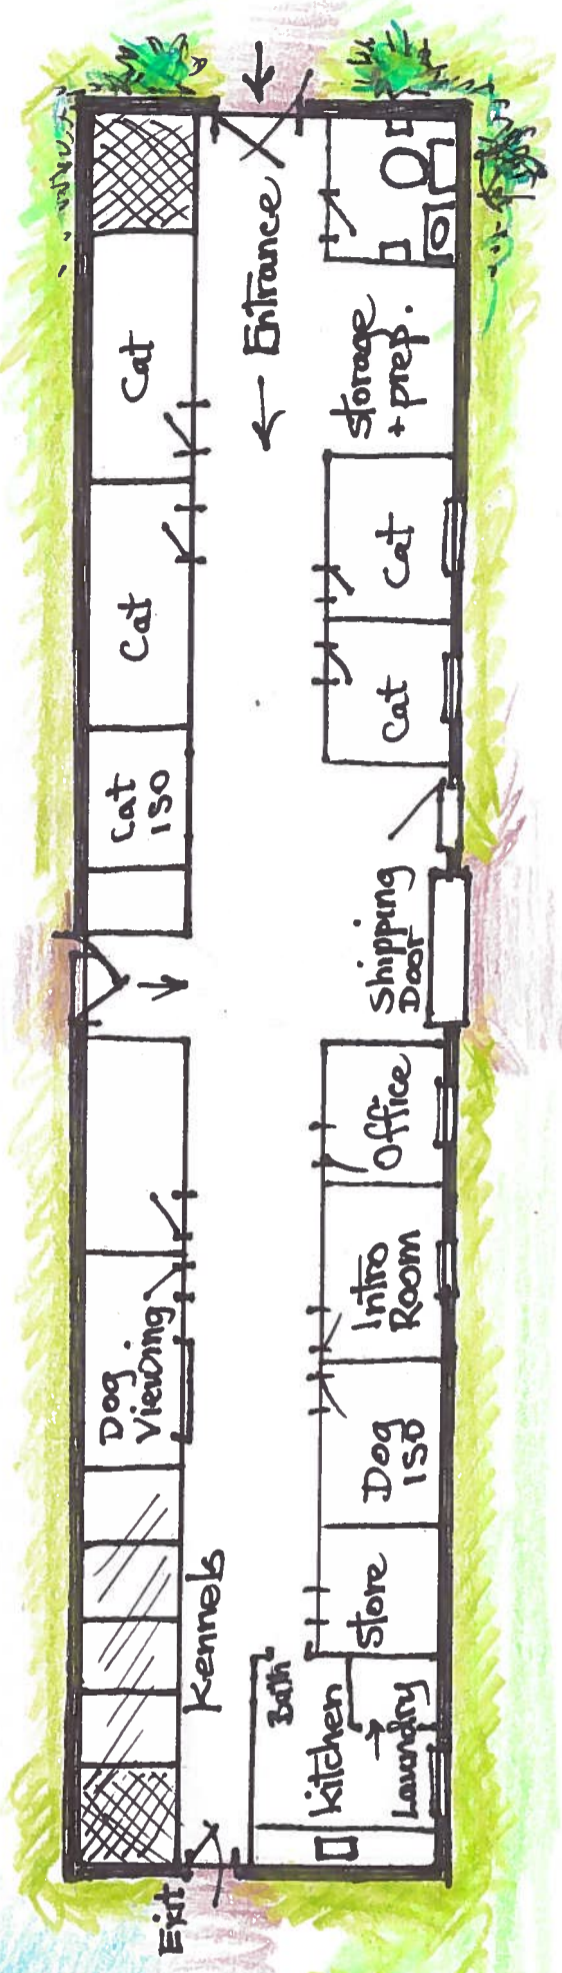 Entrance
Cat
Cat
Cat
ISO
Storage
+ prep.
Cat
Cat
Shipping
Door
Office
Intro
Room
Dog
Viewing
Dog
ISO
Store
Kennels
Bath
Kitchen
Laundry
Exit